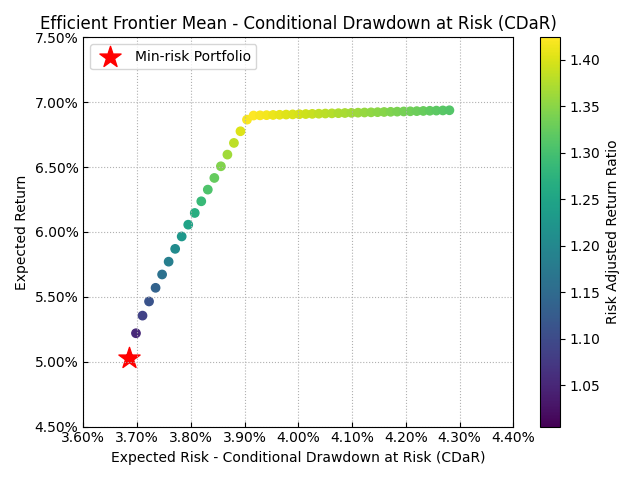 Efficient Frontier Mean - Conditional Drawdown at Risk (CDaR)
7.50%
7.00%
6.50%
6.00%
5.50%
5.00%
4.50%
Expected Return
Min-risk Portfolio
3.60% 3.70% 3.80% 3.90% 4.00% 4.10% 4.20% 4.30% 4.40%
Expected Risk - Conditional Drawdown at Risk (CDaR)
1.40
1.35
1.30
1.25
1.20
1.15
1.10
1.05
Risk Adjusted Return Ratio